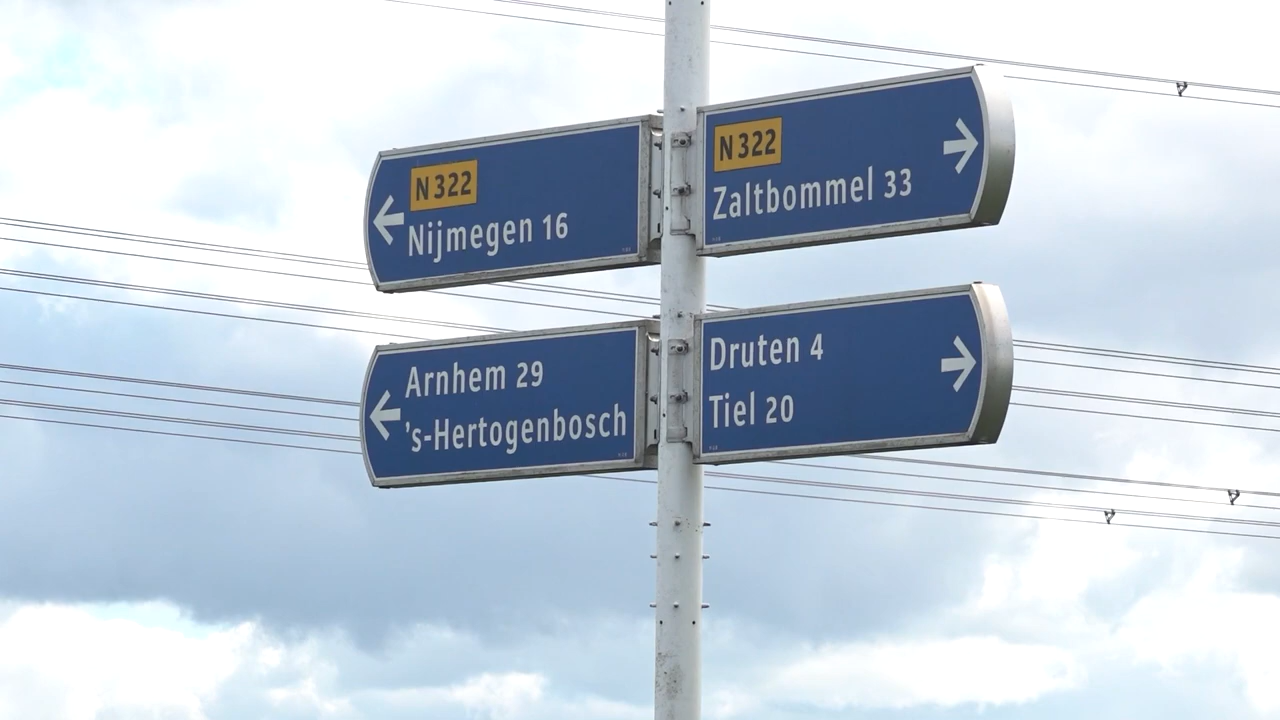 N 322
Nijmegen 16
N 322
Zaltbommel 33
Arnhem 29
's-Hertogenbosch
Druten 4
Tiel 20